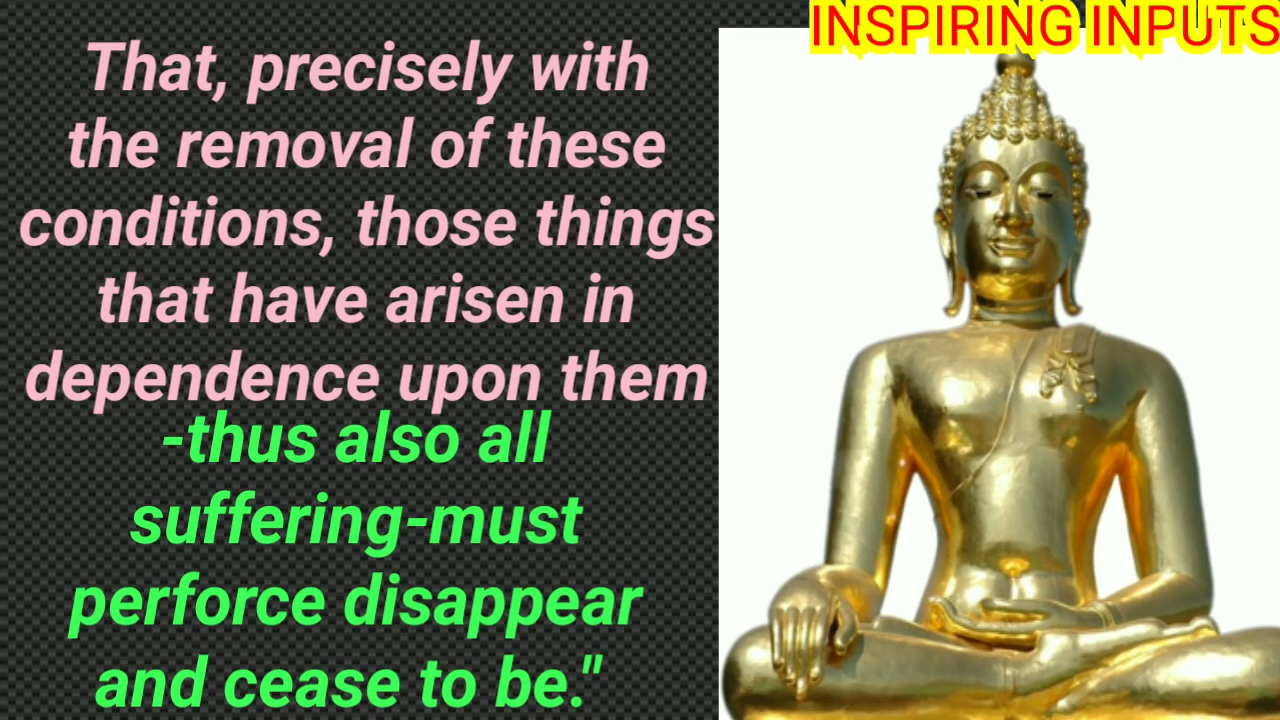 INSPIRING INPUTS
That, precisely with
the removal of these
conditions, those things
that have arisen in
dependence upon them
-thus also all
suffering-must
perforce disappear
and cease to be."